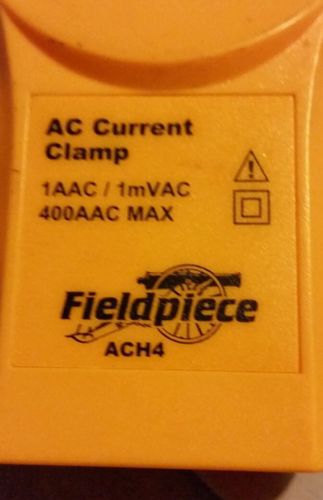 AC Current
Clamp
1AAC / 1mVAC
400AAC MAX
Fieldpiece
ACH4